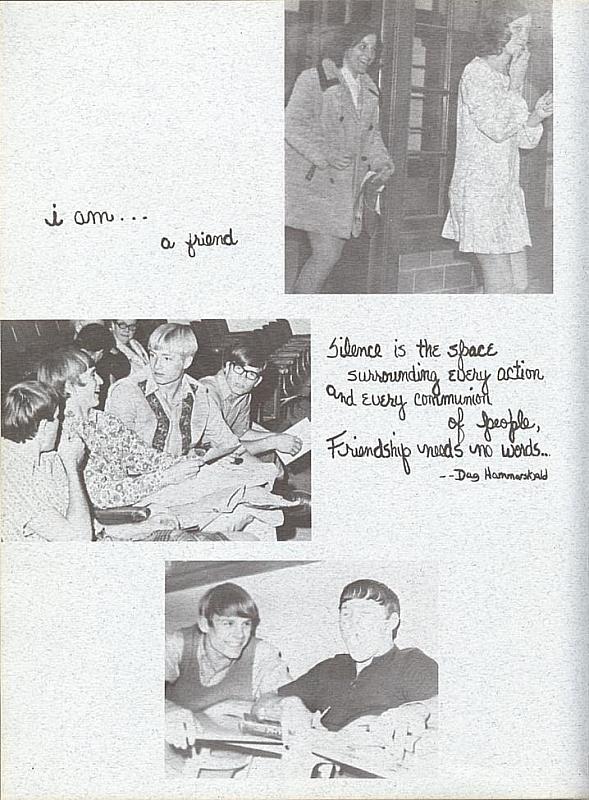 i am...
a friend
Silence is the space
surrounding every action
and every communion
of people,
Friendship needs no words...
--Dag Hammerskjald